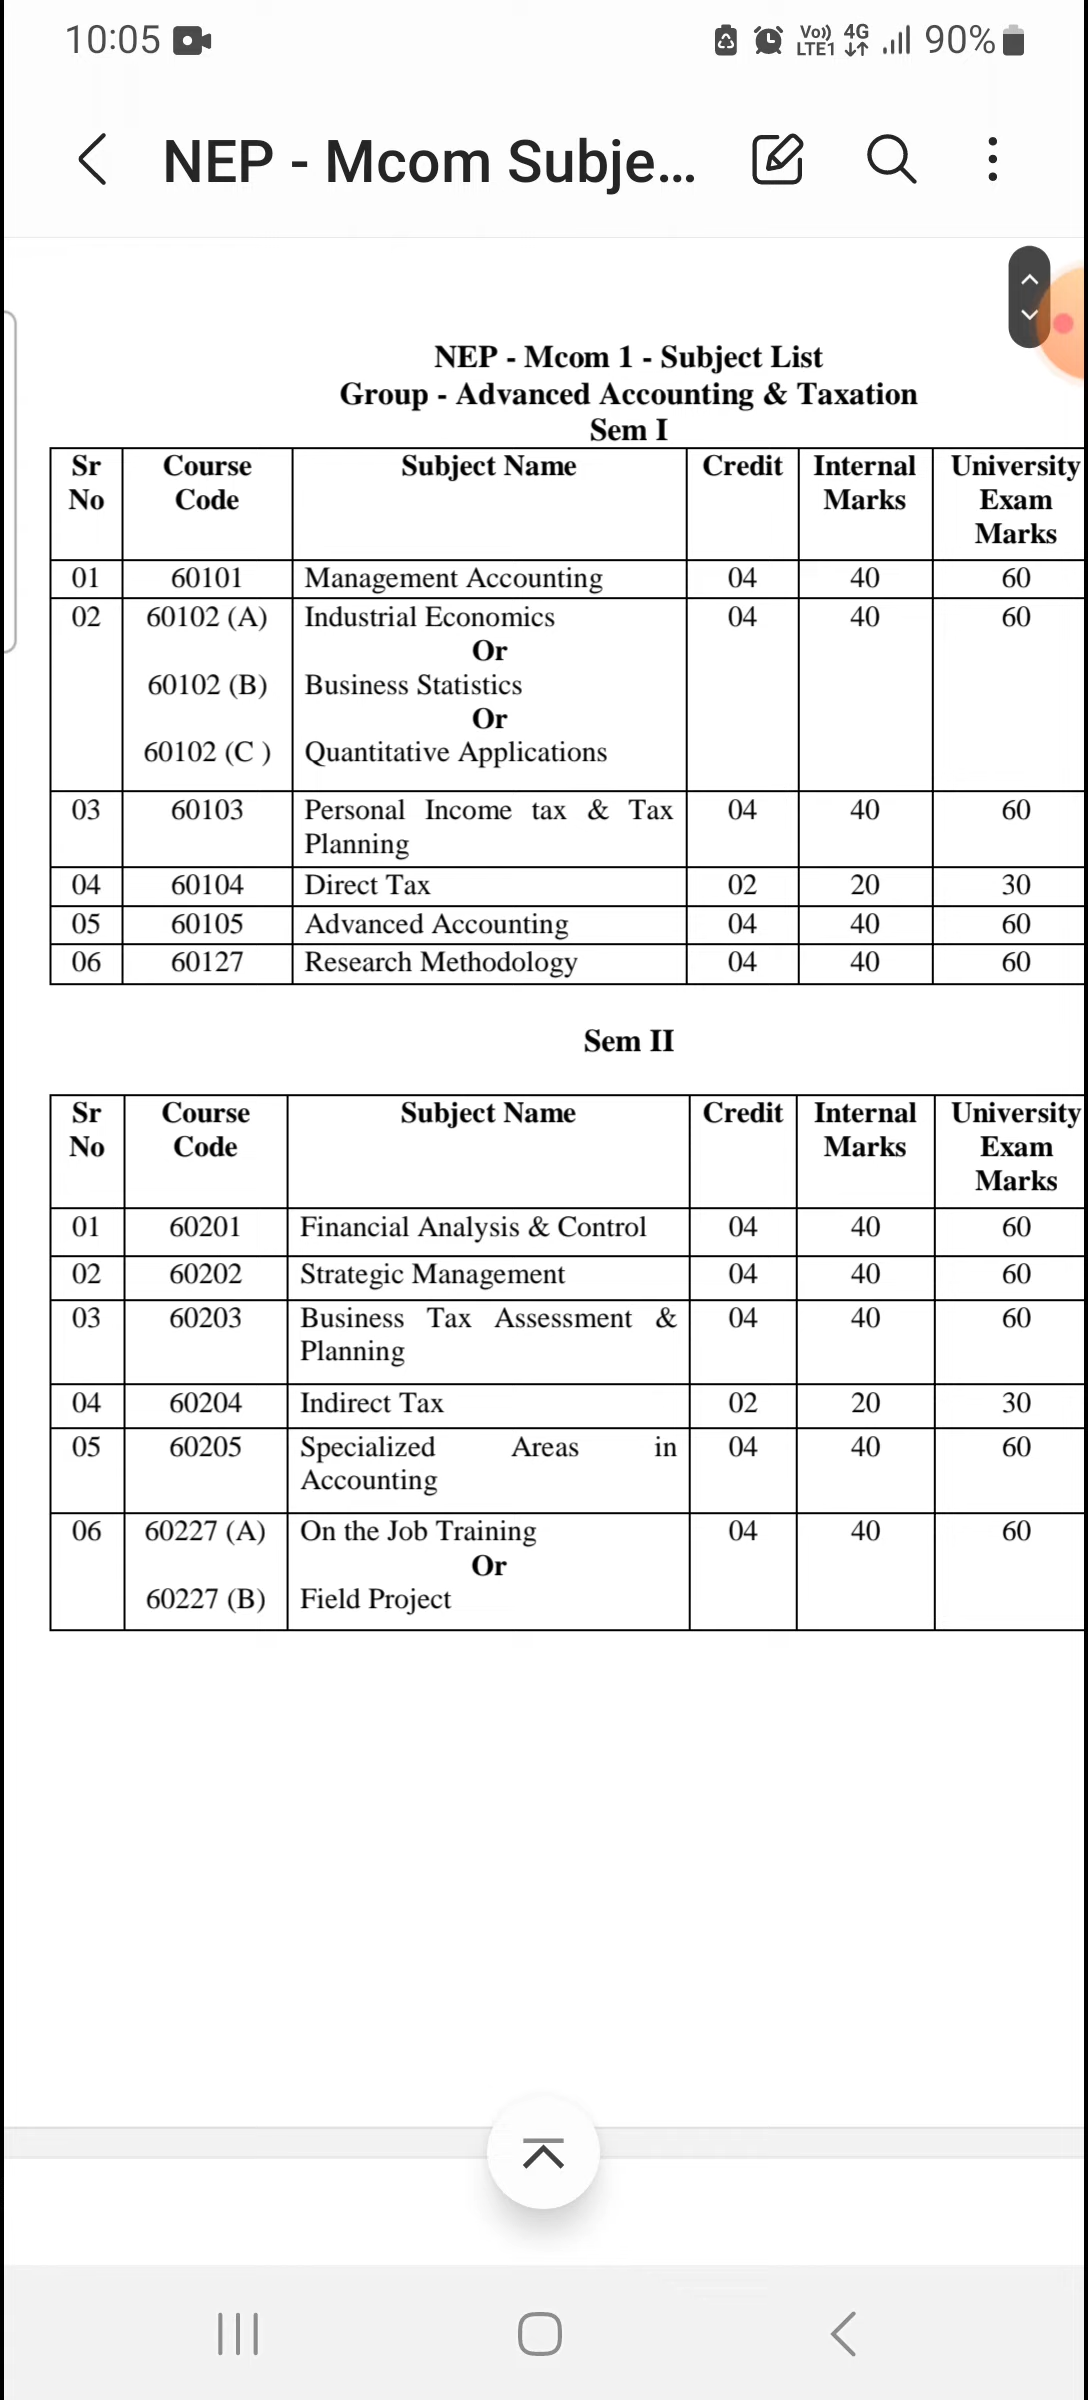 10:05
Vo)) 4G
LTE1
90%
NEP - Mcom Subje...
NEP - Mcom 1 - Subject List
Group - Advanced Accounting & Taxation
Sem I
Sr No Course Code Subject Name Credit Internal Marks University Exam Marks
01 60101 Management Accounting 04 40 60
02 60102 (A) Industrial Economics 04 40 60
Or
60102 (B) Business Statistics
Or
60102 (C ) Quantitative Applications
03 60103 Personal Income tax & Tax Planning 04 40 60
04 60104 Direct Tax 02 20 30
05 60105 Advanced Accounting 04 40 60
06 60127 Research Methodology 04 40 60
Sem II
Sr No Course Code Subject Name Credit Internal Marks University Exam Marks
01 60201 Financial Analysis & Control 04 40 60
02 60202 Strategic Management 04 40 60
03 60203 Business Tax Assessment & Planning 04 40 60
04 60204 Indirect Tax 02 20 30
05 60205 Specialized Areas in Accounting 04 40 60
06 60227 (A) On the Job Training 04 40 60
Or
60227 (B) Field Project